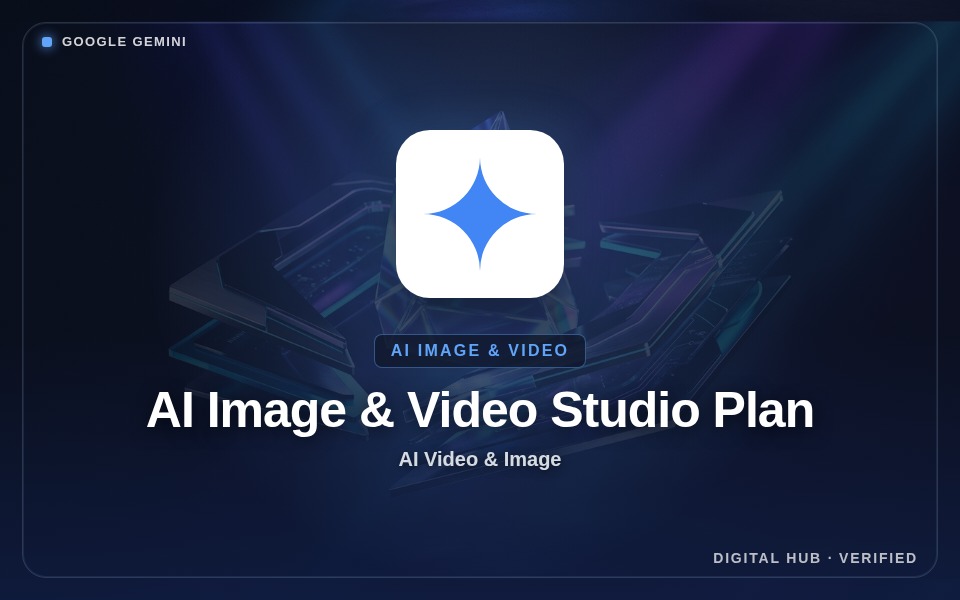 GOOGLE GEMINI
AI IMAGE & VIDEO
AI Image & Video Studio Plan
AI Video & Image
DIGITAL HUB · VERIFIED